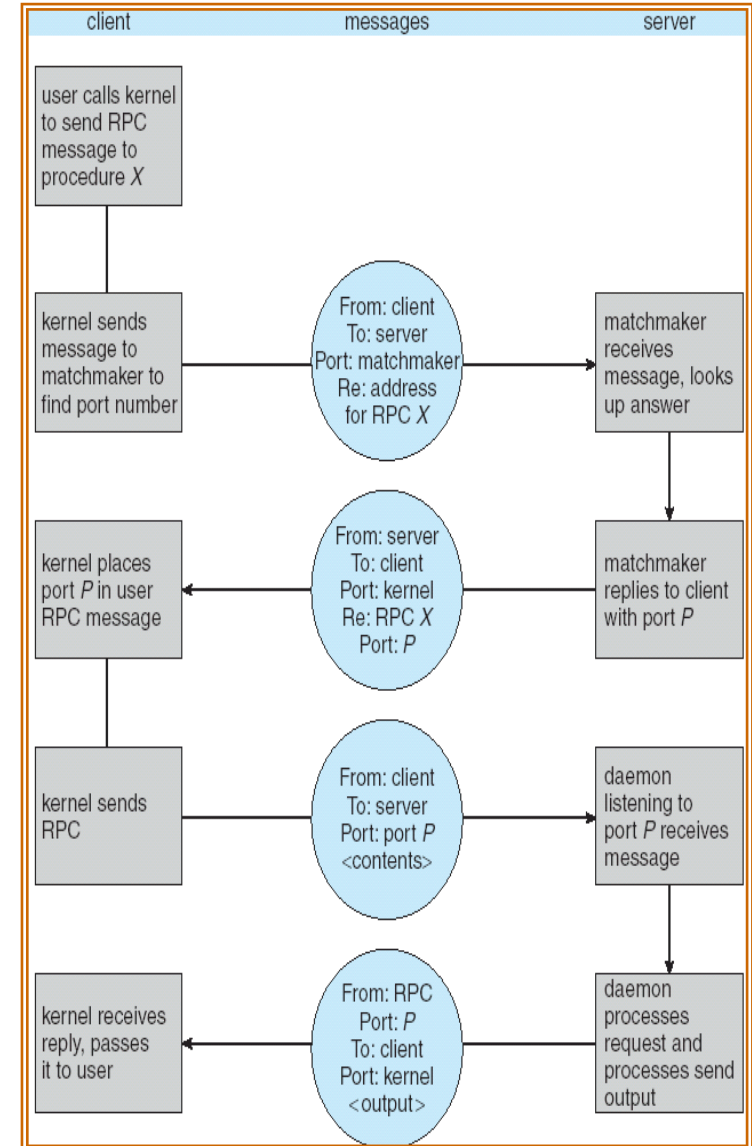 client messages server
user calls kernel
to send RPC
message to
procedure X
kernel sends
message to
matchmaker to
find port number
From: client
To: server
Port: matchmaker
Re: address
for RPC X
matchmaker
receives
message, looks
up answer
kernel places
port P in user
RPC message
From: server
To: client
Port: kernel
Re: RPC X
Port: P
matchmaker
replies to client
with port P
kernel sends
RPC
From: client
To: server
Port: port P
<contents>
daemon
listening to
port P receives
message
kernel receives
reply, passes
it to user
From: RPC
Port: P
To: client
Port: kernel
<output>
daemon
processes
request and
processes send
output